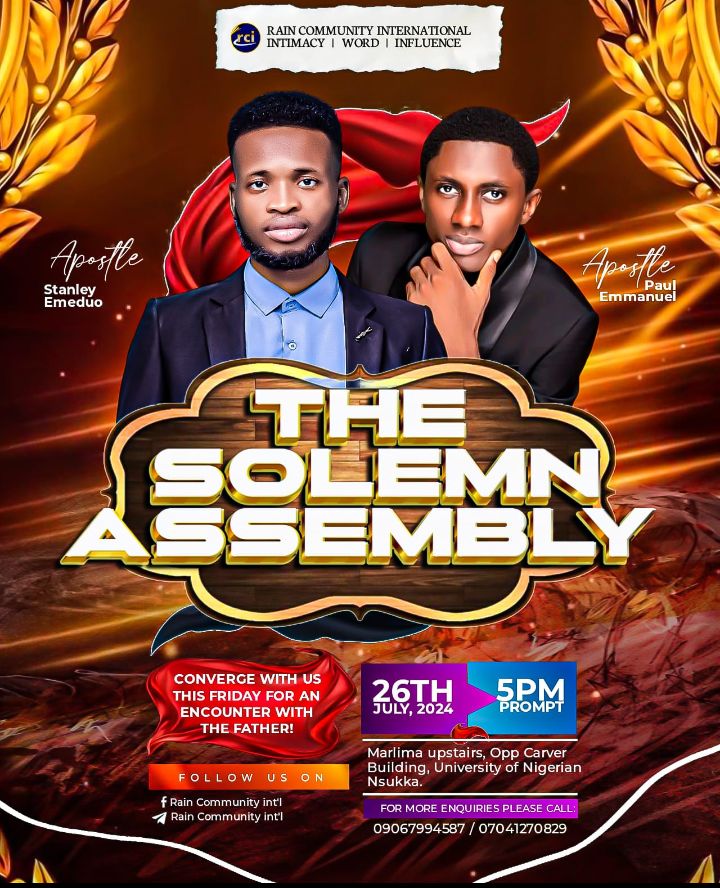 rci
RAIN COMMUNITY INTERNATIONAL
INTIMACY | WORD | INFLUENCE
Apostle
Stanley
Emeduo
Apostle
Paul
Emmanuel
THE
SOLEMN
ASSEMBLY
CONVERGE WITH US
THIS FRIDAY FOR AN
ENCOUNTER WITH
THE FATHER!
26TH
JULY, 2024
5PM
PROMPT
Marlima upstairs, Opp Carver
Building, University of Nigerian
Nsukka.
FOLLOW US ON
Rain Community int'l
Rain Community int'l
FOR MORE ENQUIRIES PLEASE CALL:
09067994587 / 07041270829